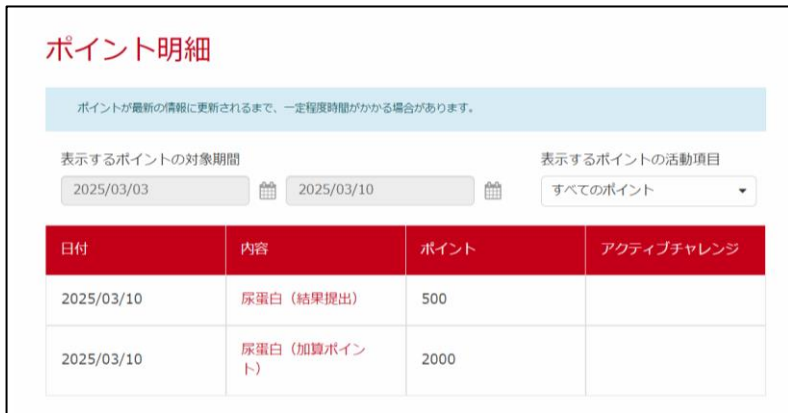 ポイント明細
ポイントが最新の情報に更新されるまで、一定程度時間がかかる場合があります。
表示するポイントの対象期間
表示するポイントの活動項目
2025/03/03
2025/03/10
すべてのポイント
日付
内容
ポイント
アクティブチャレンジ
2025/03/10
尿蛋白（結果提出）
500
2025/03/10
尿蛋白（加算ポイン
ト）
2000